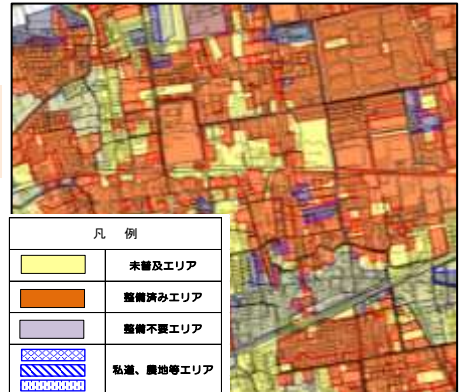 凡 例
未普及エリア
整備済みエリア
整備不要エリア
私道、農地等エリア